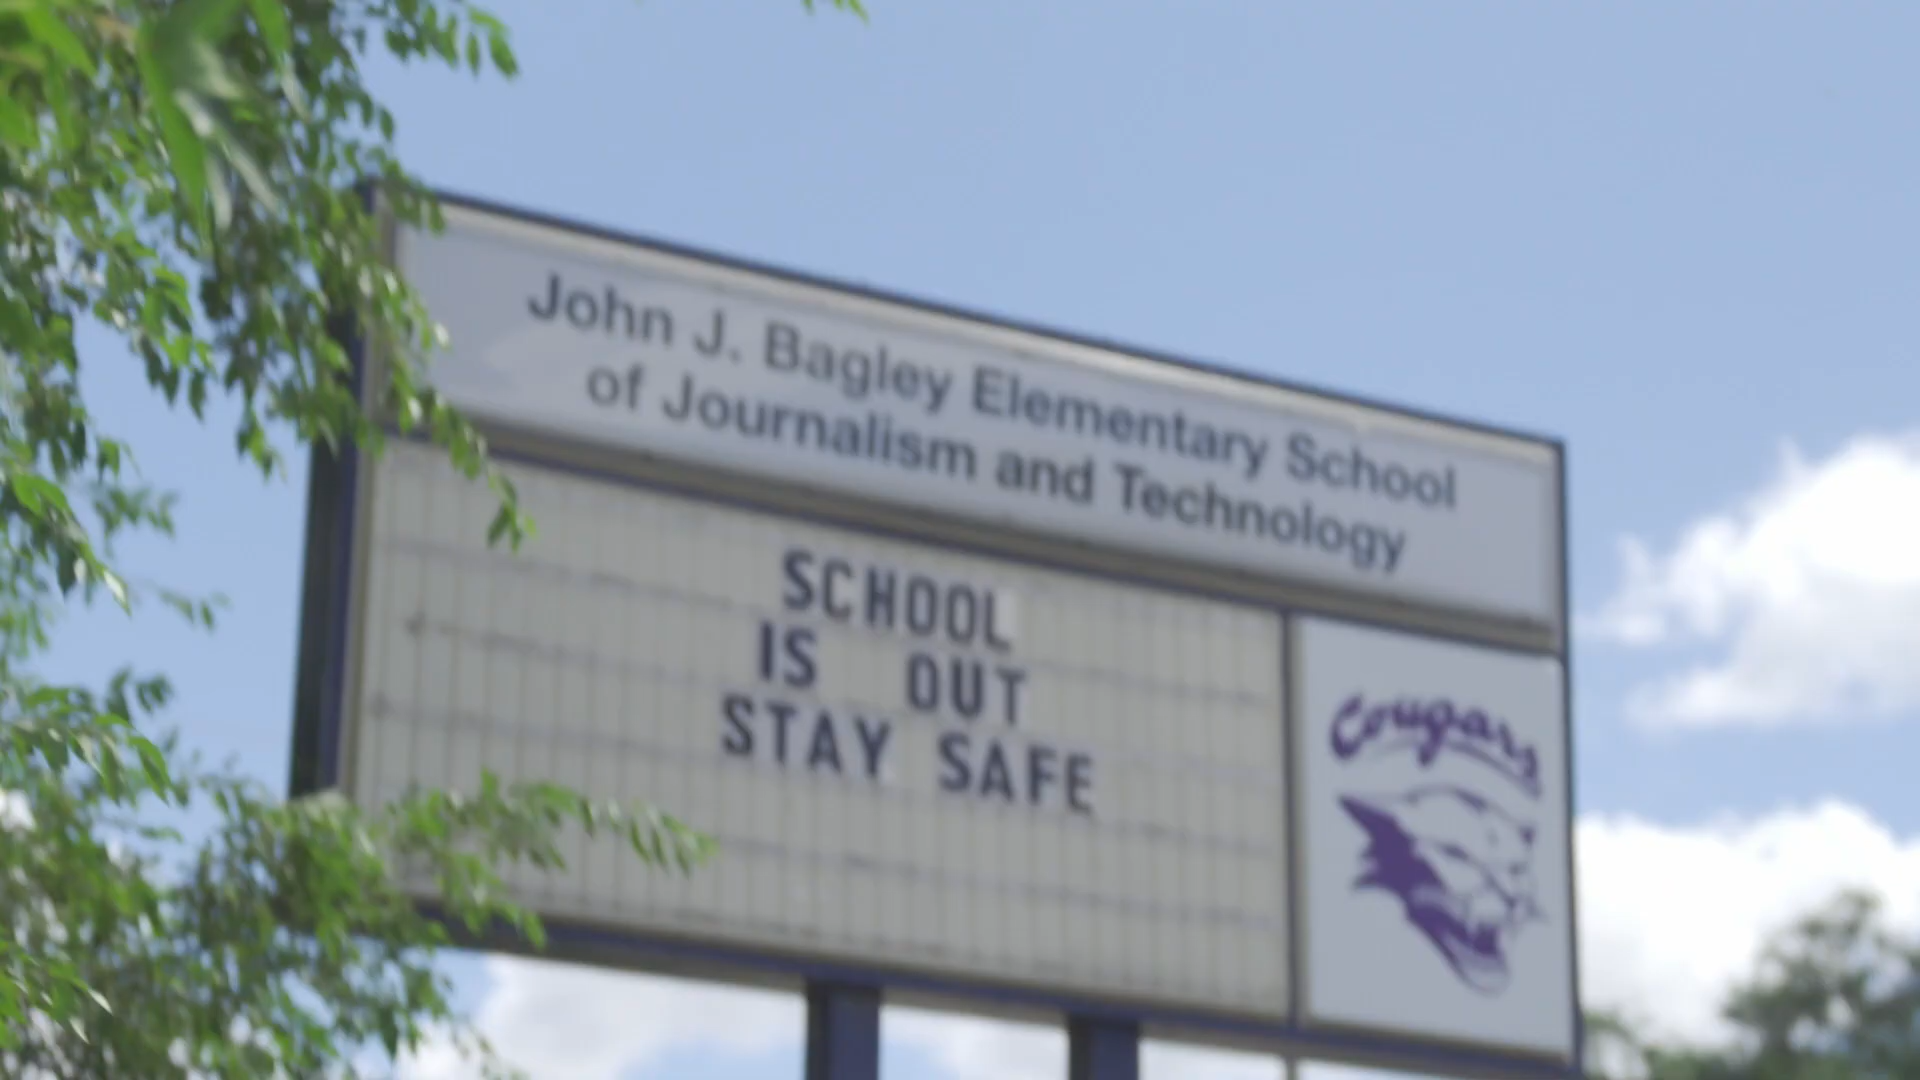 John J. Bagley Elementary School
of Journalism and Technology
SCHOOL
IS OUT
STAY SAFE
Cougars